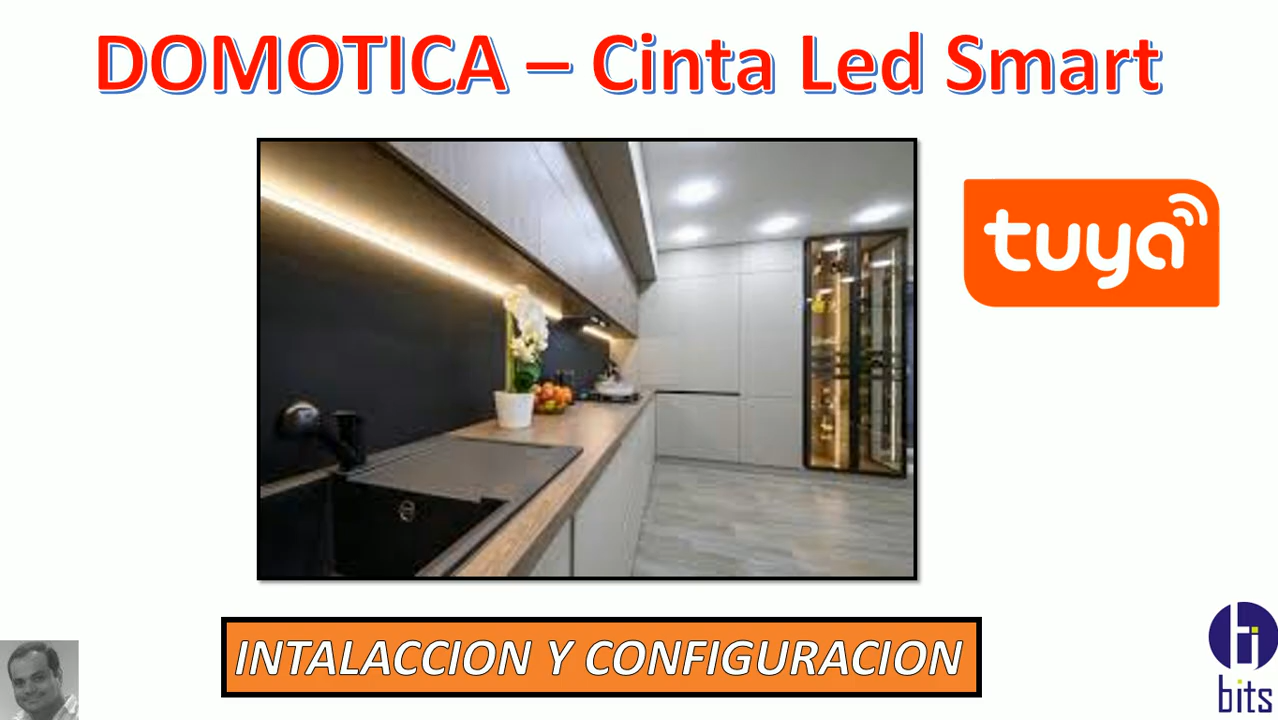 DOMOTICA – Cinta Led Smart
tuya
INTALACCION Y CONFIGURACION
bits